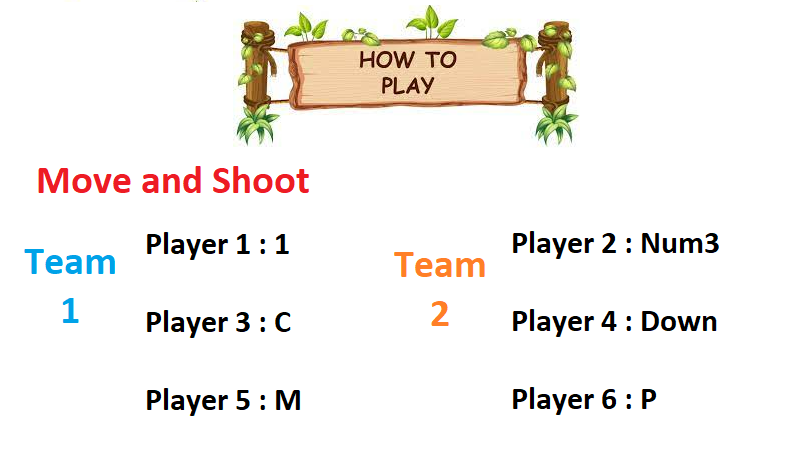 HOW TO
PLAY
Move and Shoot
Team
1
Player 1 : 1
Player 3 : C
Player 5 : M
Team
2
Player 2 : Num3
Player 4 : Down
Player 6 : P